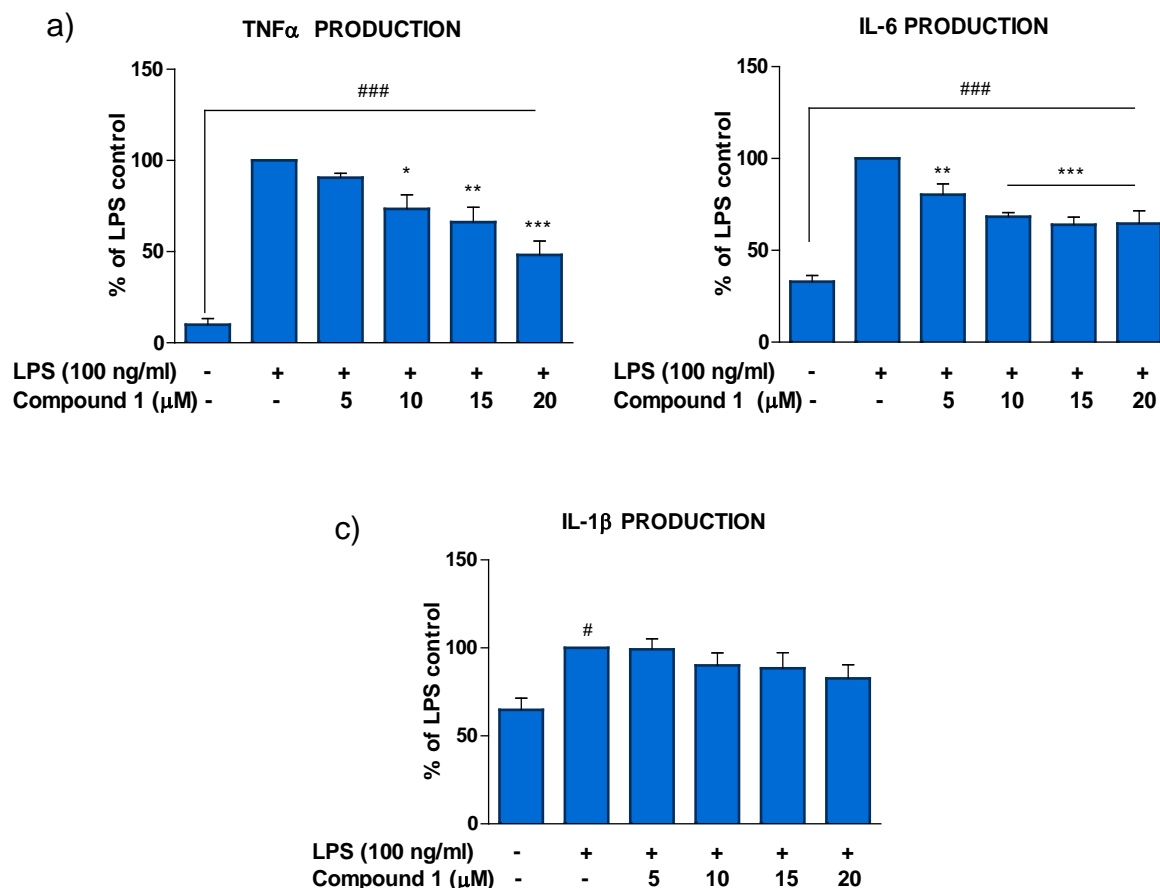 a)
TNFα PRODUCTION
% of LPS control
150
100
50
0
###
*
**
***
LPS (100 ng/ml) - + + + + +
Compound 1 (μM) - - 5 10 15 20
IL-6 PRODUCTION
% of LPS control
150
100
50
0
###
**
***
LPS (100 ng/ml) - + + + + +
Compound 1 (μM) - - 5 10 15 20
c)
IL-1β PRODUCTION
% of LPS control
150
100
50
0
#
LPS (100 ng/ml) - + + + + +
Compound 1 (μM) - - 5 10 15 20